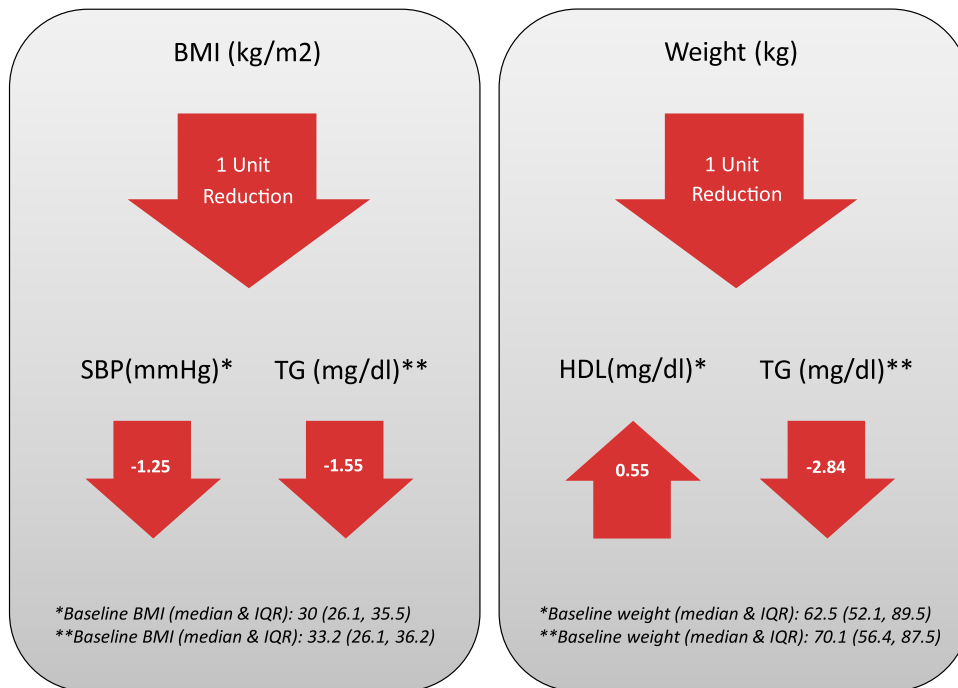 BMI (kg/m2)
1 Unit
Reduction
SBP(mmHg)*
TG (mg/dl)**
-1.25
-1.55
*Baseline BMI (median & IQR): 30 (26.1, 35.5)
**Baseline BMI (median & IQR): 33.2 (26.1, 36.2)
Weight (kg)
1 Unit
Reduction
HDL(mg/dl)*
TG (mg/dl)**
0.55
-2.84
*Baseline weight (median & IQR): 62.5 (52.1, 89.5)
**Baseline weight (median & IQR): 70.1 (56.4, 87.5)